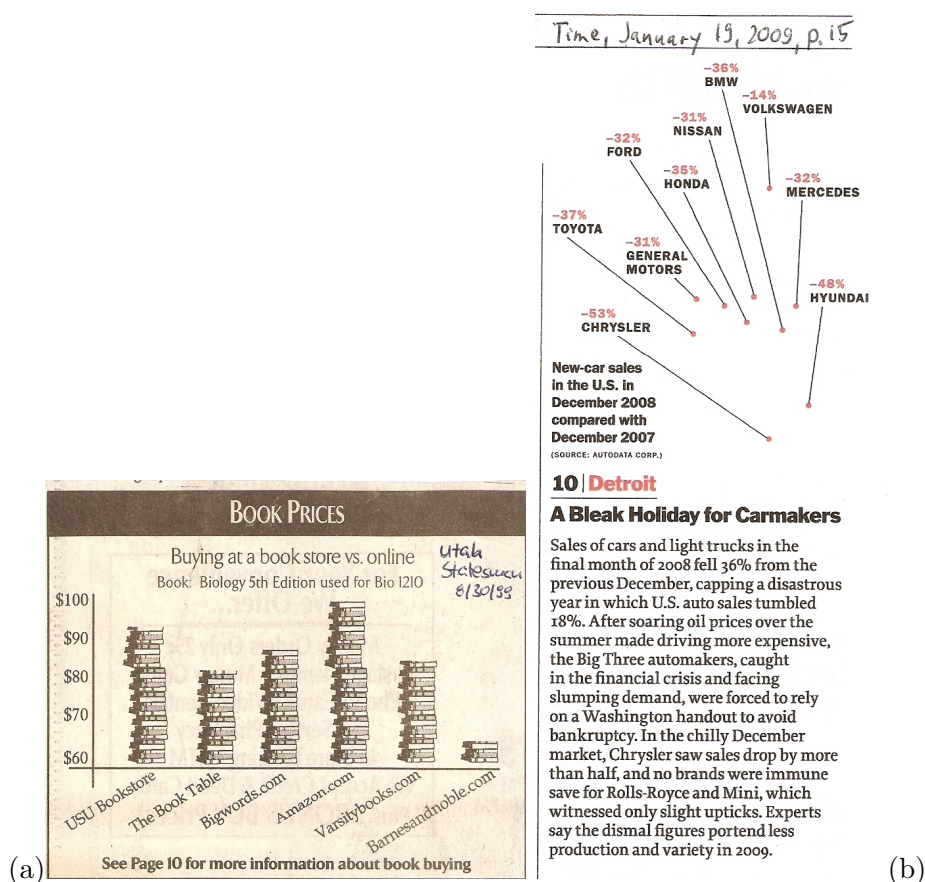 Time, January 19, 2009, p. 15
-36%
BMW
-14%
VOLKSWAGEN
-31%
NISSAN
-32%
FORD
-35%
HONDA
-32%
MERCEDES
-37%
TOYOTA
-31%
GENERAL
MOTORS
-48%
HYUNDAI
-53%
CHRYSLER
New-car sales
in the U.S. in
December 2008
compared with
December 2007
(SOURCE: AUTODATA CORP.)
10 | Detroit
A Bleak Holiday for Carmakers
Sales of cars and light trucks in the
final month of 2008 fell 36% from the
previous December, capping a disastrous
year in which U.S. auto sales tumbled
18%. After soaring oil prices over the
summer made driving more expensive,
the Big Three automakers, caught
in the financial crisis and facing
slumping demand, were forced to rely
on a Washington handout to avoid
bankruptcy. In the chilly December
market, Chrysler saw sales drop by more
than half, and no brands were immune
save for Rolls-Royce and Mini, which
witnessed only slight upticks. Experts
say the dismal figures portend less
production and variety in 2009.
BOOK PRICES
Buying at a book store vs. online
Book: Biology 5th Edition used for Bio 1210
Utah
Statesman
8/30/99
$100
$90
$80
$70
$60
USU Bookstore
The Book Table
Bigwords.com
Amazon.com
Varsitybooks.com
Barnesandnoble.com
See Page 10 for more information about book buying
(a)
(b)